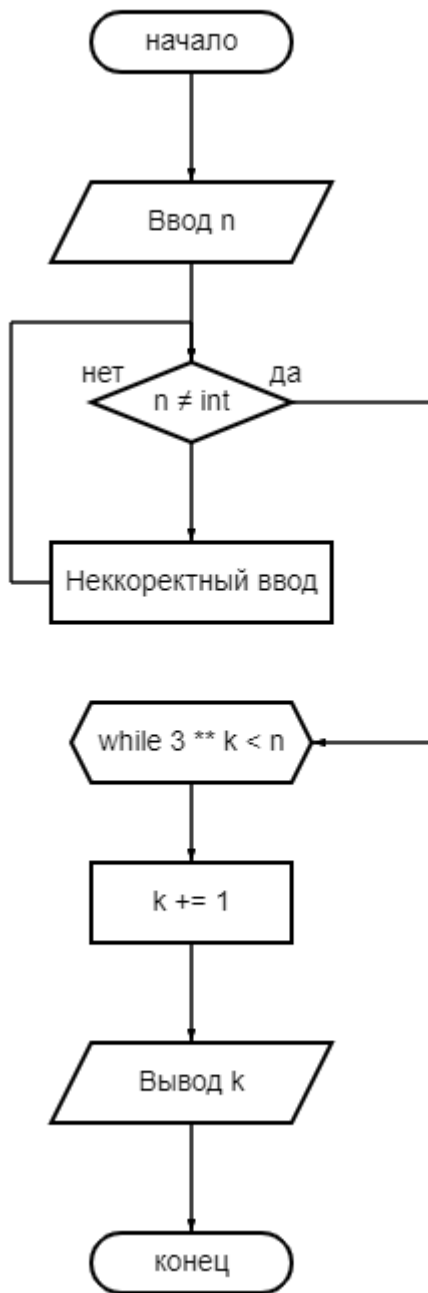 начало
Ввод n
нет
да
n ≠ int
Неккоректный ввод
while 3 ** k < n
k += 1
Вывод k
конец